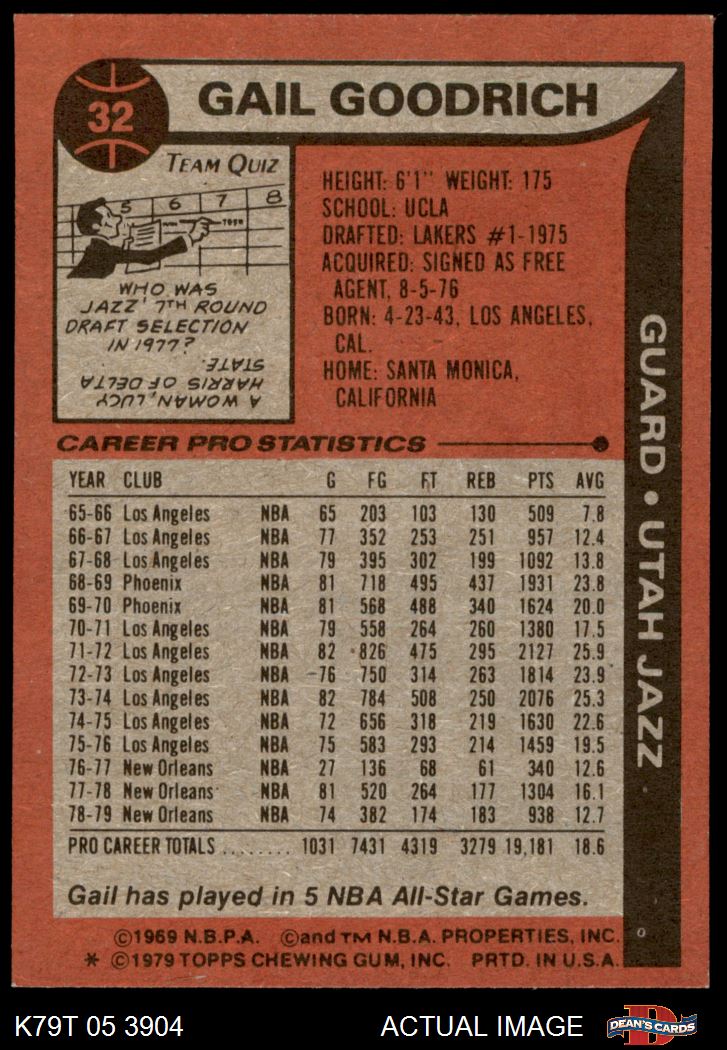 32
GAIL GOODRICH
TEAM QUIZ
5 6 7 8
WHO WAS
JAZZ' 7TH ROUND
DRAFT SELECTION
IN 1977?
A WOMAN, LUCY
HARRIS OF DELTA
STATE.
HEIGHT: 6'1" WEIGHT: 175
SCHOOL: UCLA
DRAFTED: LAKERS #1-1975
ACQUIRED: SIGNED AS FREE
AGENT, 8-5-76
BORN: 4-23-43, LOS ANGELES,
CAL.
HOME: SANTA MONICA,
CALIFORNIA
GUARD • UTAH JAZZ
CAREER PRO STATISTICS
YEAR CLUB G FG FT REB PTS AVG
65-66 Los Angeles NBA 65 203 103 130 509 7.8
66-67 Los Angeles NBA 77 352 253 251 957 12.4
67-68 Los Angeles NBA 79 395 302 199 1092 13.8
68-69 Phoenix NBA 81 718 495 437 1931 23.8
69-70 Phoenix NBA 81 568 488 340 1624 20.0
70-71 Los Angeles NBA 79 558 264 260 1380 17.5
71-72 Los Angeles NBA 82 826 475 295 2127 25.9
72-73 Los Angeles NBA 76 750 314 263 1814 23.9
73-74 Los Angeles NBA 82 784 508 250 2076 25.3
74-75 Los Angeles NBA 72 656 318 219 1630 22.6
75-76 Los Angeles NBA 75 583 293 214 1459 19.5
76-77 New Orleans NBA 27 136 68 61 340 12.6
77-78 New Orleans NBA 81 520 264 177 1304 16.1
78-79 New Orleans NBA 74 382 174 183 938 12.7
PRO CAREER TOTALS ........ 1031 7431 4319 3279 19,181 18.6
Gail has played in 5 NBA All-Star Games.
©1969 N.B.P.A. ©and TM N.B.A. PROPERTIES, INC.
* ©1979 TOPPS CHEWING GUM, INC. PRTD. IN U.S.A.
K79T 05 3904
ACTUAL IMAGE
D
DEAN'S CARDS